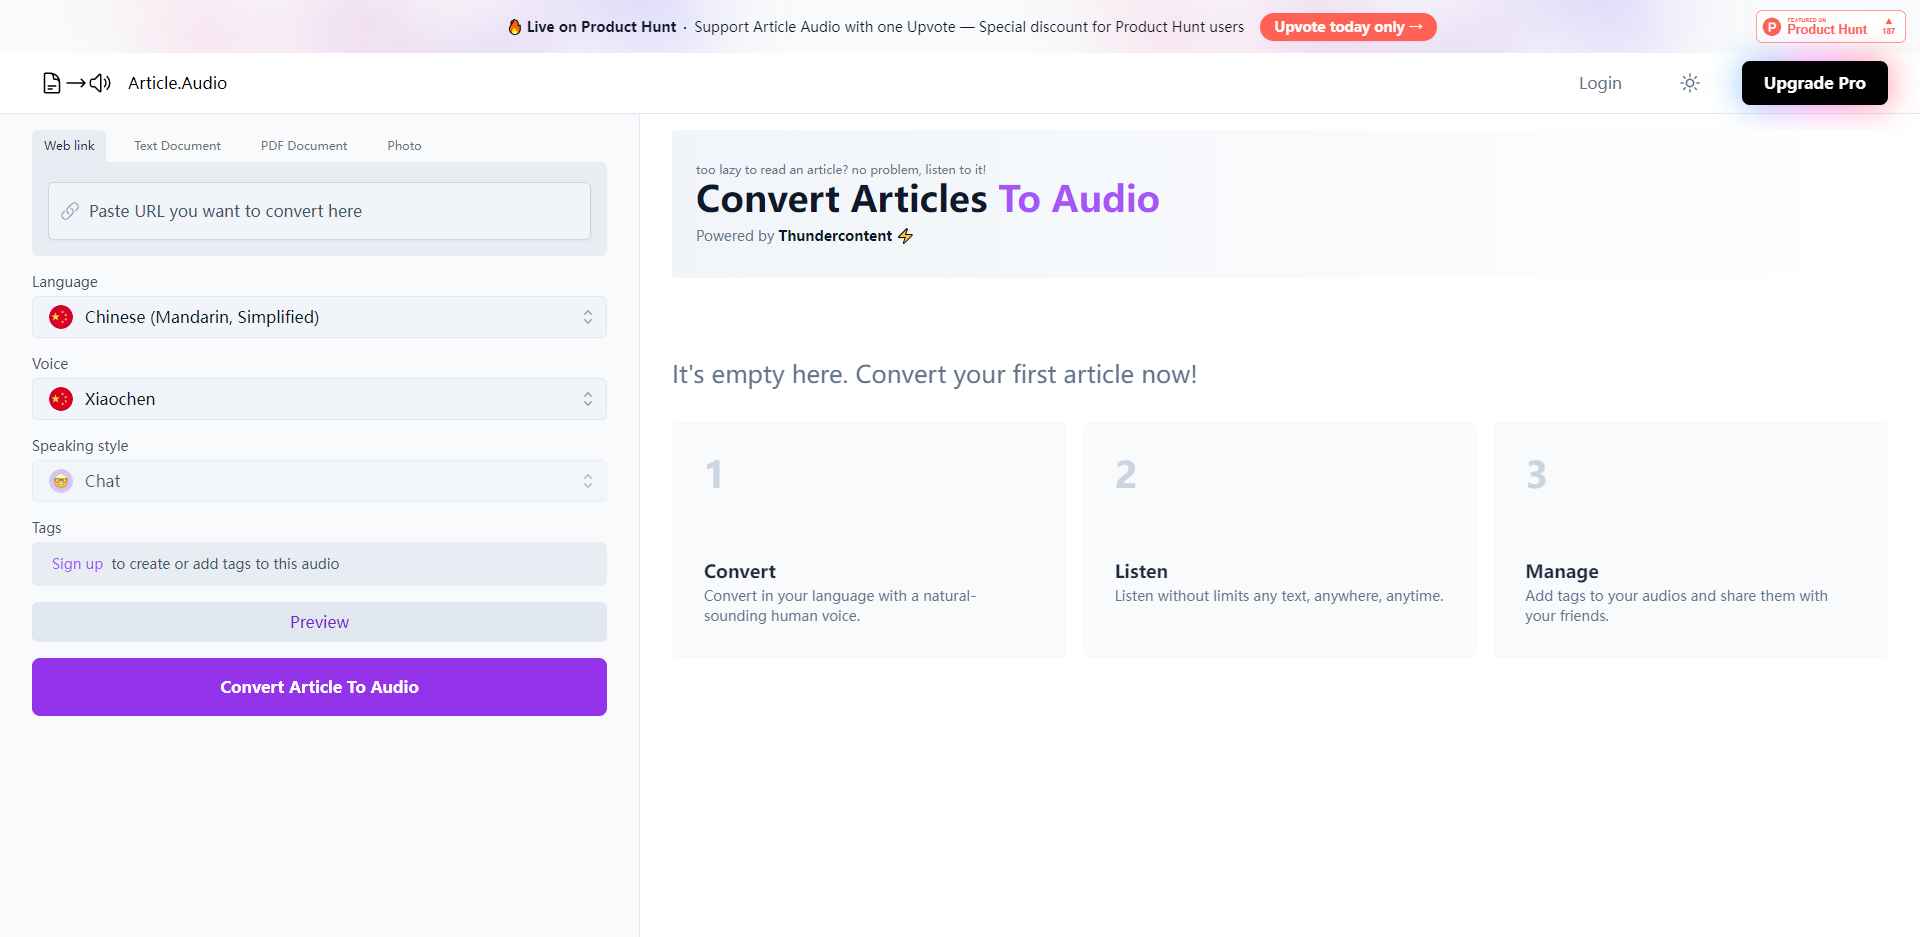 🔥 Live on Product Hunt · Support Article Audio with one Upvote — Special discount for Product Hunt users Upvote today only →
FEATURED ON
Product Hunt
▲
187
Article.Audio
Login
Upgrade Pro
Web link
Text Document
PDF Document
Photo
Paste URL you want to convert here
Language
Chinese (Mandarin, Simplified)
Voice
Xiaochen
Speaking style
Chat
Tags
Sign up to create or add tags to this audio
Preview
Convert Article To Audio
too lazy to read an article? no problem, listen to it!
Convert Articles To Audio
Powered by Thundercontent ⚡
It's empty here. Convert your first article now!
1
Convert
Convert in your language with a natural-
sounding human voice.
2
Listen
Listen without limits any text, anywhere, anytime.
3
Manage
Add tags to your audios and share them with
your friends.